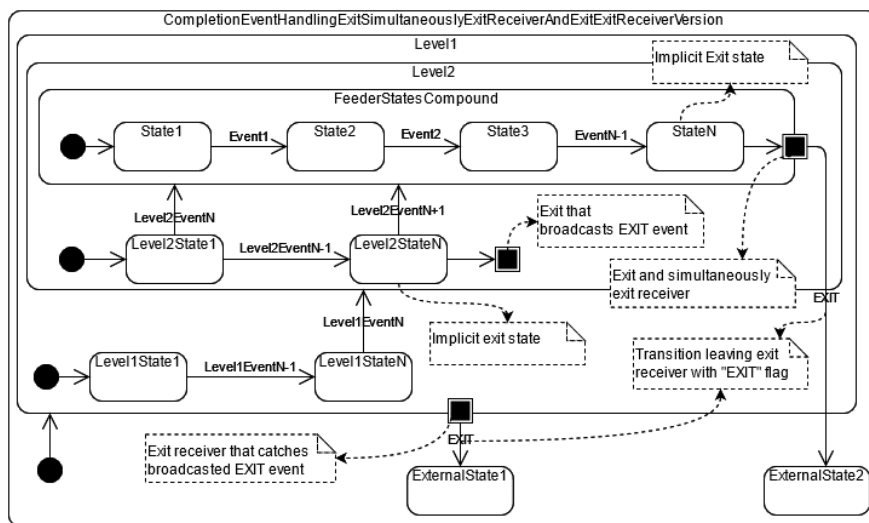 CompletionEventHandlingExitSimultaneouslyExitReceiverAndExitExitReceiverVersion
Level1
Level2
Implicit Exit state
FeederStatesCompound
State1
Event1
State2
Event2
State3
EventN-1
StateN
Level2EventN
Level2EventN+1
Exit that
broadcasts EXIT event
Level2State1
Level2EventN-1
Level2StateN
Exit and simultaneously
exit receiver
EXIT
Level1EventN
Implicit exit state
Level1State1
Level1EventN-1
Level1StateN
Transition leaving exit
receiver with "EXIT" flag
Exit receiver that catches
broadcasted EXIT event
EXIT
ExternalState1
ExternalState2